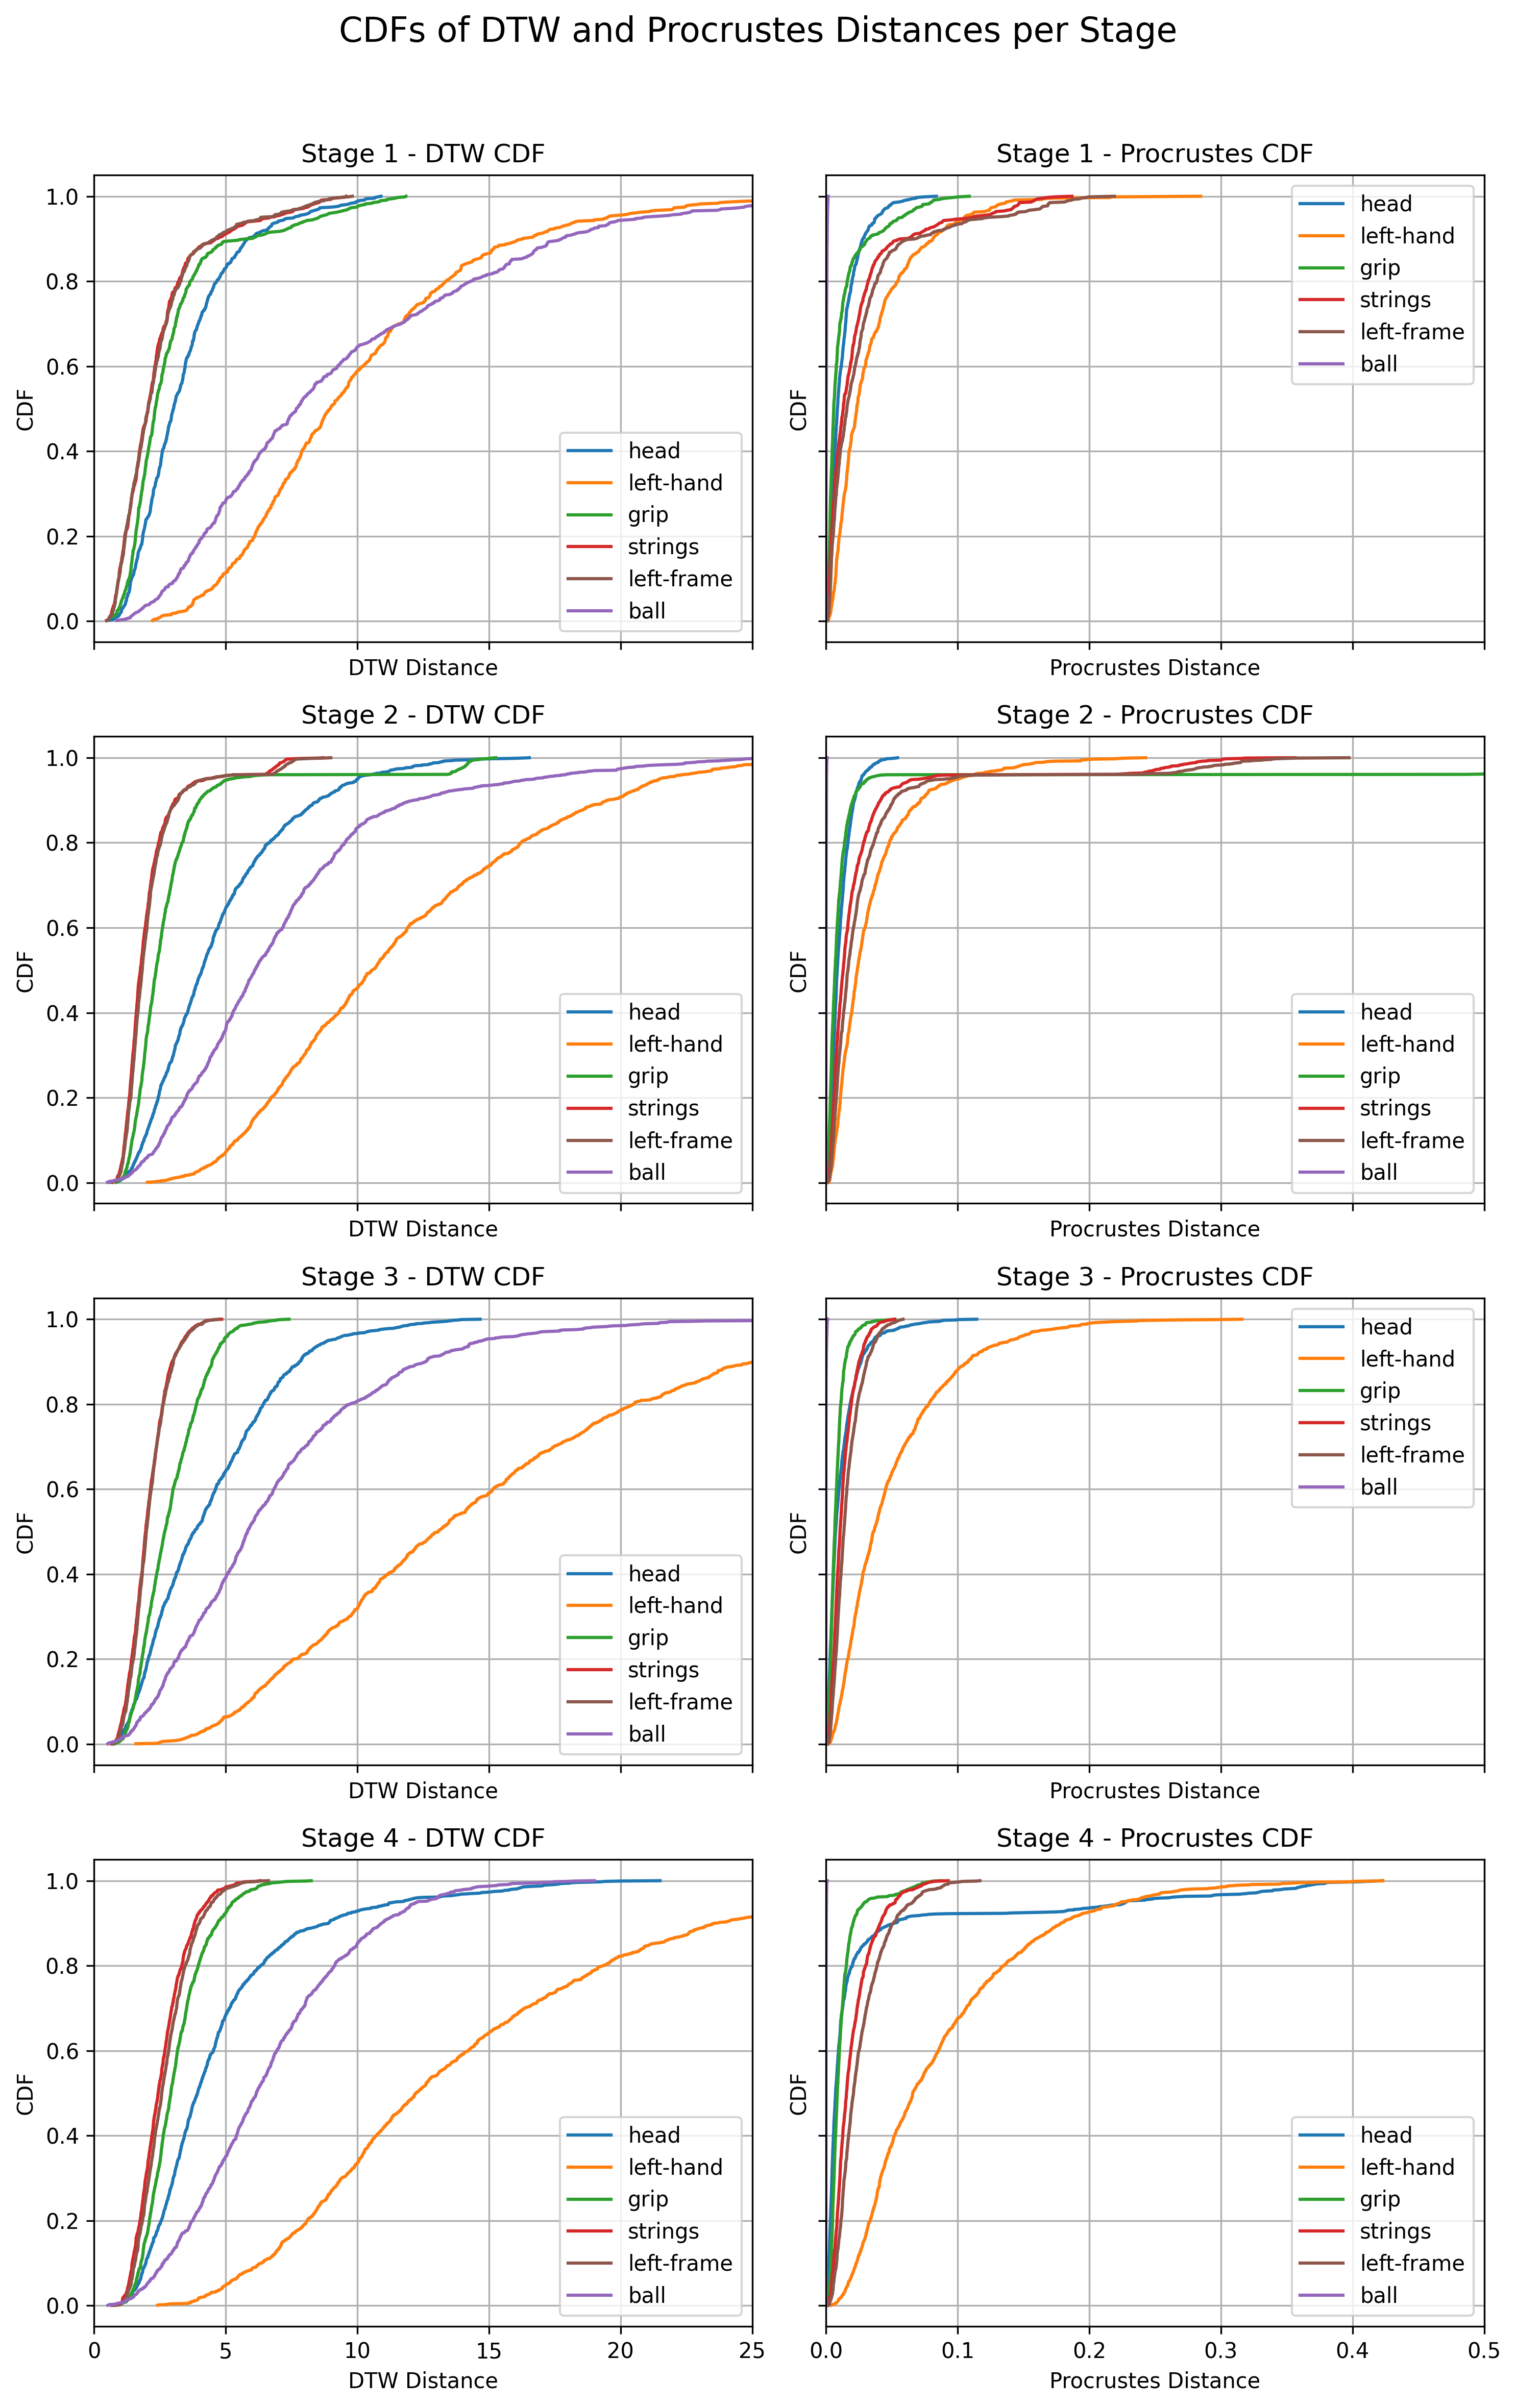 CDFs of DTW and Procrustes Distances per Stage
Stage 1 - DTW CDF
1.0
0.8
0.6
0.4
0.2
0.0
CDF
head
left-hand
grip
strings
left-frame
ball
DTW Distance
Stage 1 - Procrustes CDF
CDF
head
left-hand
grip
strings
left-frame
ball
Procrustes Distance
Stage 2 - DTW CDF
1.0
0.8
0.6
0.4
0.2
0.0
CDF
head
left-hand
grip
strings
left-frame
ball
DTW Distance
Stage 2 - Procrustes CDF
CDF
head
left-hand
grip
strings
left-frame
ball
Procrustes Distance
Stage 3 - DTW CDF
1.0
0.8
0.6
0.4
0.2
0.0
CDF
head
left-hand
grip
strings
left-frame
ball
DTW Distance
Stage 3 - Procrustes CDF
CDF
head
left-hand
grip
strings
left-frame
ball
Procrustes Distance
Stage 4 - DTW CDF
1.0
0.8
0.6
0.4
0.2
0.0
CDF
head
left-hand
grip
strings
left-frame
ball
0 5 10 15 20 25
DTW Distance
Stage 4 - Procrustes CDF
CDF
head
left-hand
grip
strings
left-frame
ball
0.0 0.1 0.2 0.3 0.4 0.5
Procrustes Distance